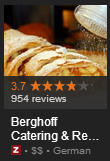 3.7
954 reviews
Berghoff
Catering & Re...
Z • $$ • German